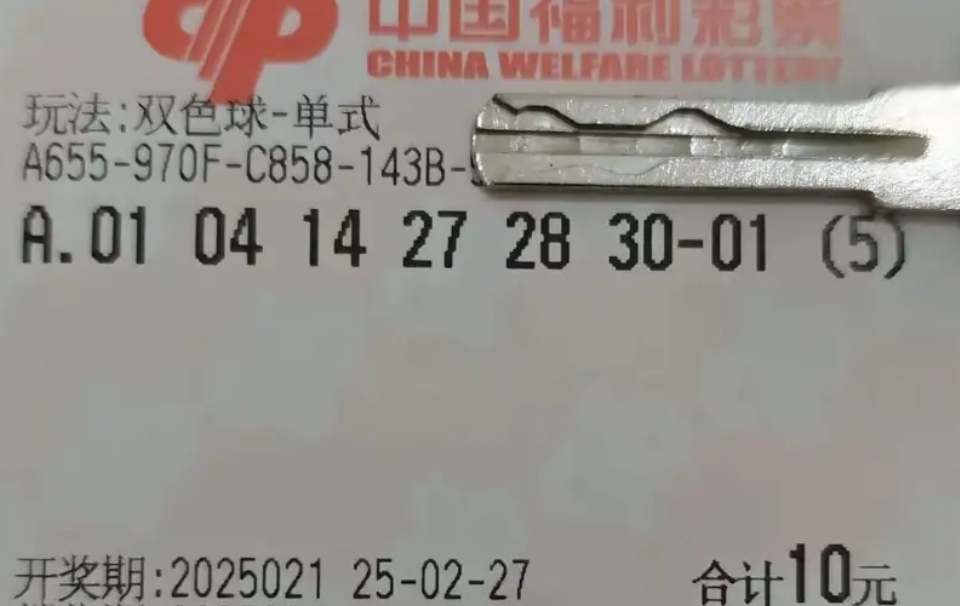 中国福利彩票
CHINA WELFARE LOTTERY
玩法:双色球-单式
A655-970F-C858-143B-
A.01 04 14 27 28 30-01 (5)
开奖期:2025021 25-02-27 合计10元